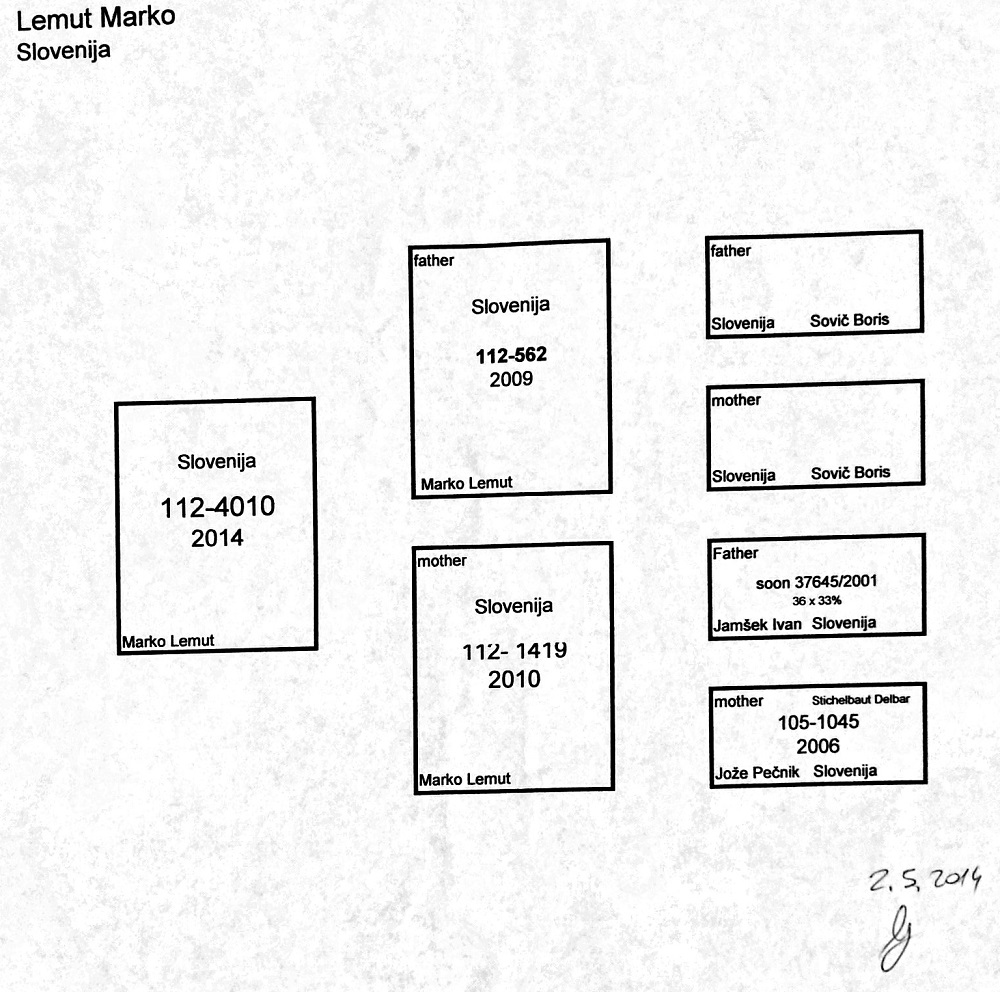 Lemut Marko
Slovenija
Slovenija
112-4010
2014
Marko Lemut
father
Slovenija
112-562
2009
Marko Lemut
mother
Slovenija
112- 1419
2010
Marko Lemut
father
Slovenija Sovič Boris
mother
Slovenija Sovič Boris
Father
soon 37645/2001
36 x 33%
Jamšek Ivan Slovenija
mother Stichelbaut Delbar
105-1045
2006
Jože Pečnik Slovenija
2.5.2014